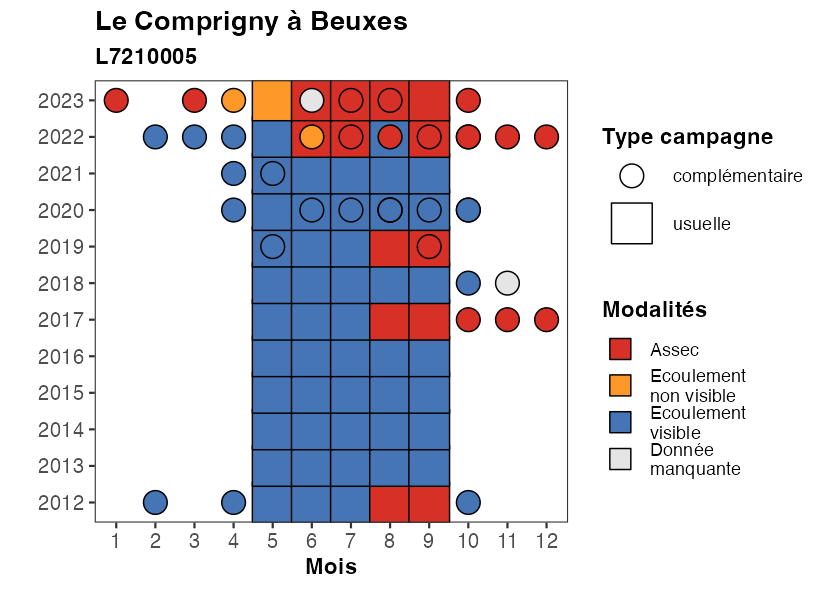 Le Comprigny à Beuxes
L7210005
2023
2022
2021
2020
2019
2018
2017
2016
2015
2014
2013
2012
1 2 3 4 5 6 7 8 9 10 11 12
Mois
Type campagne
complémentaire
usuelle
Modalités
Assec
Ecoulement
non visible
Ecoulement
visible
Donnée
manquante